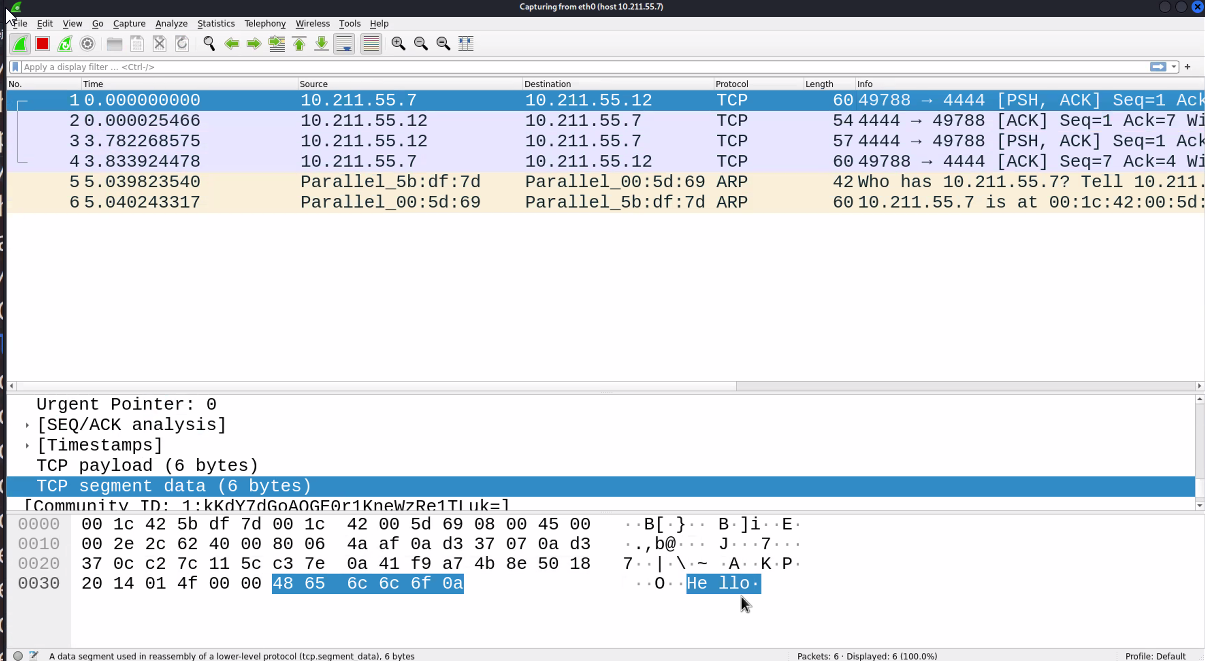 Capturing from eth0 (host 10.211.55.7)
File Edit View Go Capture Analyze Statistics Telephony Wireless Tools Help
Apply a display filter ... <Ctrl-/>
No. Time Source Destination Protocol Length Info
1 0.000000000 10.211.55.7 10.211.55.12 TCP 60 49788 → 4444 [PSH, ACK] Seq=1 Ack
2 0.000025466 10.211.55.12 10.211.55.7 TCP 54 4444 → 49788 [ACK] Seq=1 Ack=7 Wi
3 3.782268575 10.211.55.12 10.211.55.7 TCP 57 4444 → 49788 [PSH, ACK] Seq=1 Ack
4 3.833924478 10.211.55.7 10.211.55.12 TCP 60 49788 → 4444 [ACK] Seq=7 Ack=4 Wi
5 5.039823540 Parallel_5b:df:7d Parallel_00:5d:69 ARP 42 Who has 10.211.55.7? Tell 10.211.
6 5.040243317 Parallel_00:5d:69 Parallel_5b:df:7d ARP 60 10.211.55.7 is at 00:1c:42:00:5d:
Urgent Pointer: 0
[SEQ/ACK analysis]
[Timestamps]
TCP payload (6 bytes)
TCP segment data (6 bytes)
[Community ID: 1:kKdY7dGoAOGE0r1KneWzRe1TLuk=]
0000 00 1c 42 5b df 7d 00 1c 42 00 5d 69 08 00 45 00 ··B[·}·· B·]i··E·
0010 00 2e 2c 62 40 00 80 06 4a af 0a d3 37 07 0a d3 ·.,b@··· J···7···
0020 37 0c c2 7c 11 5c c3 7e 0a 41 f9 a7 4b 8e 50 18 7··|·\·~ ·A··K·P·
0030 20 14 01 4f 00 00 48 65 6c 6c 6f 0a ··O··He llo·
A data segment used in reassembly of a lower-level protocol (tcp.segment_data), 6 bytes
Packets: 6 · Displayed: 6 (100.0%)
Profile: Default